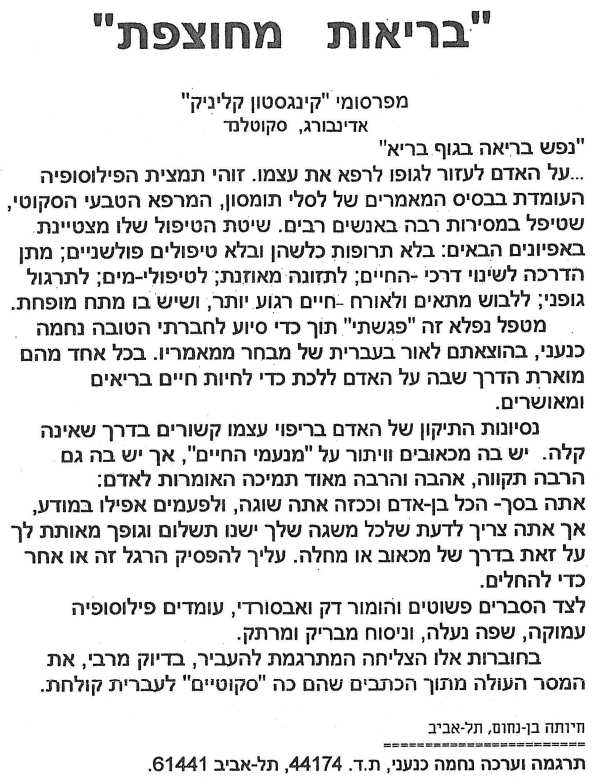 "בריאות מחוצפת"
מפרסומי "קינגסטון קליניק"
אדינבורג, סקוטלנד
"נפש בריאה בגוף בריא"
...על האדם לעזור לגופו לרפא את עצמו. זוהי תמצית הפילוסופיה
העומדת בבסיס המאמרים של לסלי תומסון, המרפא הטבעי הסקוטי,
שטיפל במסירות רבה באנשים רבים. שיטת הטיפול שלו מצטיינת
באפיונים הבאים: בלא תרופות כלשהן ובלא טיפולים פולשניים; מתן
הדרכה לשינוי דרכי -החיים; לתזונה מאוזנת; לטיפולי-מים; לתרגול
גופני; ללבוש מתאים ולאורח -חיים רגוע יותר, ושיש בו מתח מופחת.
מטפל נפלא זה "פגשתי" תוך כדי סיוע לחברתי הטובה נחמה
כנעני, בהוצאתם לאור בעברית של מבחר ממאמריו. בכל אחד מהם
מוארת הדרך שבה על האדם ללכת כדי לחיות חיים בריאים
ומאושרים.
נסיונות התיקון של האדם בריפוי עצמו קשורים בדרך שאינה
קלה. יש בה מכאובים וויתור על "מנעמי החיים", אך יש בה גם
הרבה תקווה, אהבה והרבה מאוד תמיכה האומרות לאדם:
אתה בסך- הכל בן-אדם וככזה אתה שוגה, ולפעמים אפילו במודע,
אך אתה צריך לדעת שלכל משגה שלך ישנו תשלום וגופך מאותת לך
על זאת בדרך של מכאוב או מחלה. עליך להפסיק הרגל זה או אחר
כדי להחלים.
לצד הסברים פשוטים והומור דק ואבסורדי, עומדים פילוסופיה
עמוקה, שפה נעלה, וניסוח מבריק ומרתק.
בחוברות אלו הצליחה המתרגמת להעביר, בדיוק מרבי, את
המסר העולה מתוך הכתבים שהם כה "סקוטיים" לעברית קולחת.
חיותה בן-נחום, תל-אביב
========================
תרגמה וערכה נחמה כנעני, ת.ד. 44174, תל-אביב 61441.